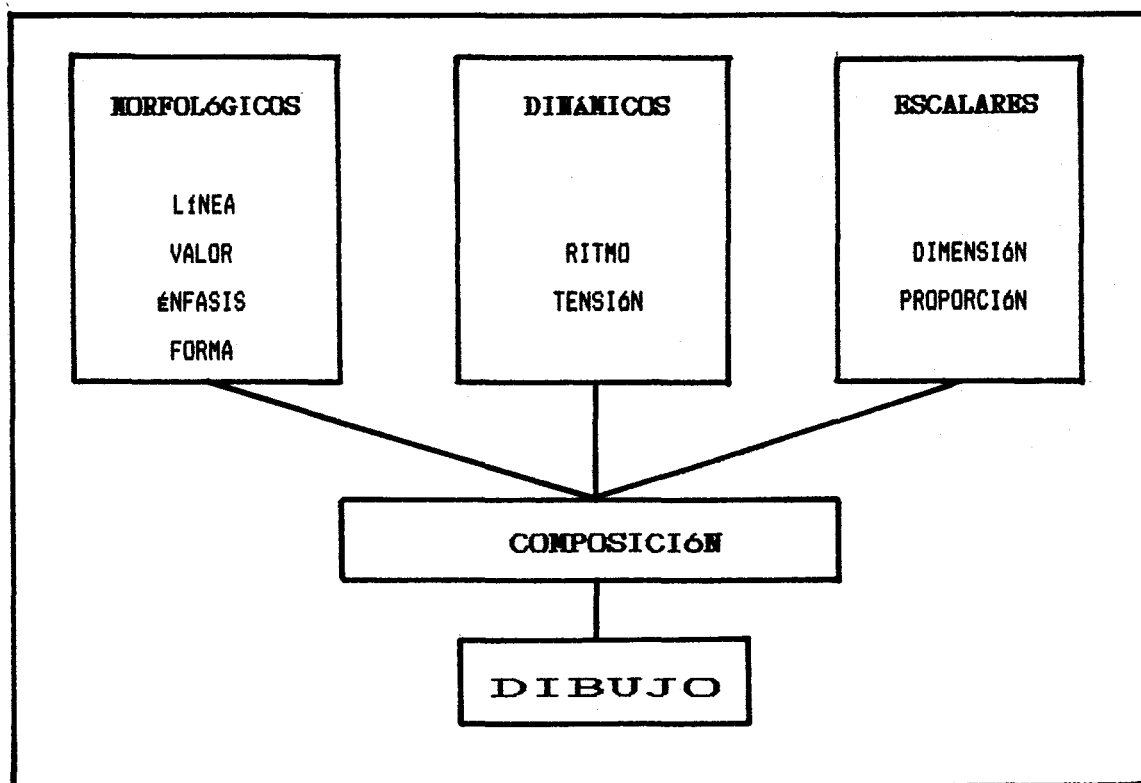 MORFOLÓGICOS
LÍNEA
VALOR
ÉNFASIS
FORMA
DINÁMICOS
RITMO
TENSIÓN
ESCALARES
DIMENSIÓN
PROPORCIÓN
COMPOSICIÓN
DIBUJO